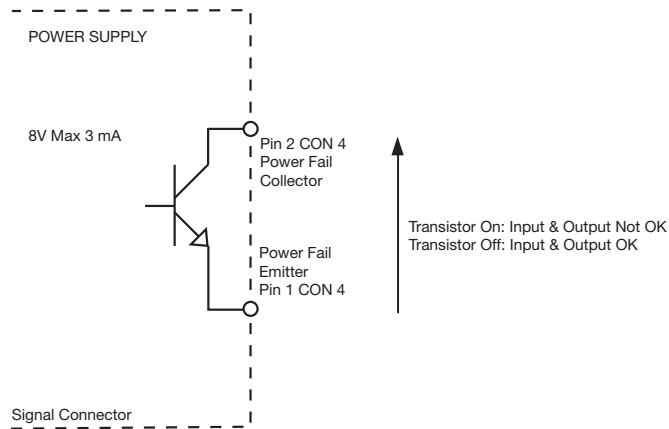 POWER SUPPLY
8V Max 3 mA
Pin 2 CON 4
Power Fail
Collector
Transistor On: Input & Output Not OK
Transistor Off: Input & Output OK
Power Fail
Emitter
Pin 1 CON 4
Signal Connector